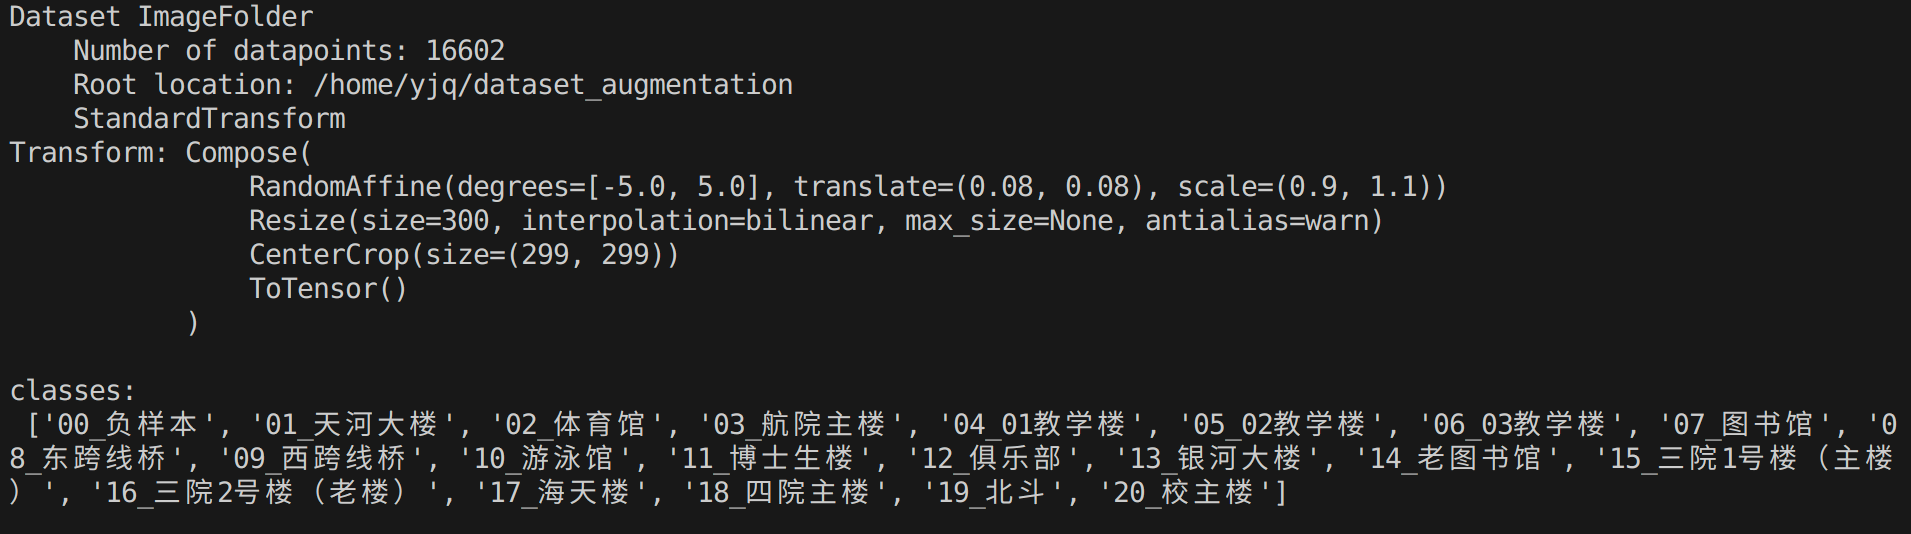 Dataset ImageFolder
Number of datapoints: 16602
Root location: /home/yjq/dataset_augmentation
StandardTransform
Transform: Compose(
RandomAffine(degrees=[-5.0, 5.0], translate=(0.08, 0.08), scale=(0.9, 1.1))
Resize(size=300, interpolation=bilinear, max_size=None, antialias=warn)
CenterCrop(size=(299, 299))
ToTensor()
)
classes:
['00_负样本', '01_天河大楼', '02_体育馆', '03_航院主楼', '04_01教学楼', '05_02教学楼', '06_03教学楼', '07_图书馆', '0
8_东跨线桥', '09_西跨线桥', '10_游泳馆', '11_博士生楼', '12_俱乐部', '13_银河大楼', '14_老图书馆', '15_三院1号楼（主楼
）', '16_三院2号楼（老楼）', '17_海天楼', '18_四院主楼', '19_北斗', '20_校主楼']